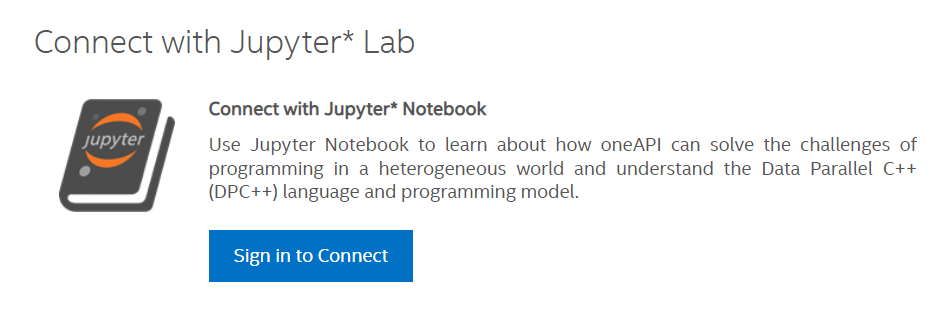 Connect with Jupyter* Lab
jupyter
Connect with Jupyter* Notebook
Use Jupyter Notebook to learn about how oneAPI can solve the challenges of
programming in a heterogeneous world and understand the Data Parallel C++
(DPC++) language and programming model.
Sign in to Connect